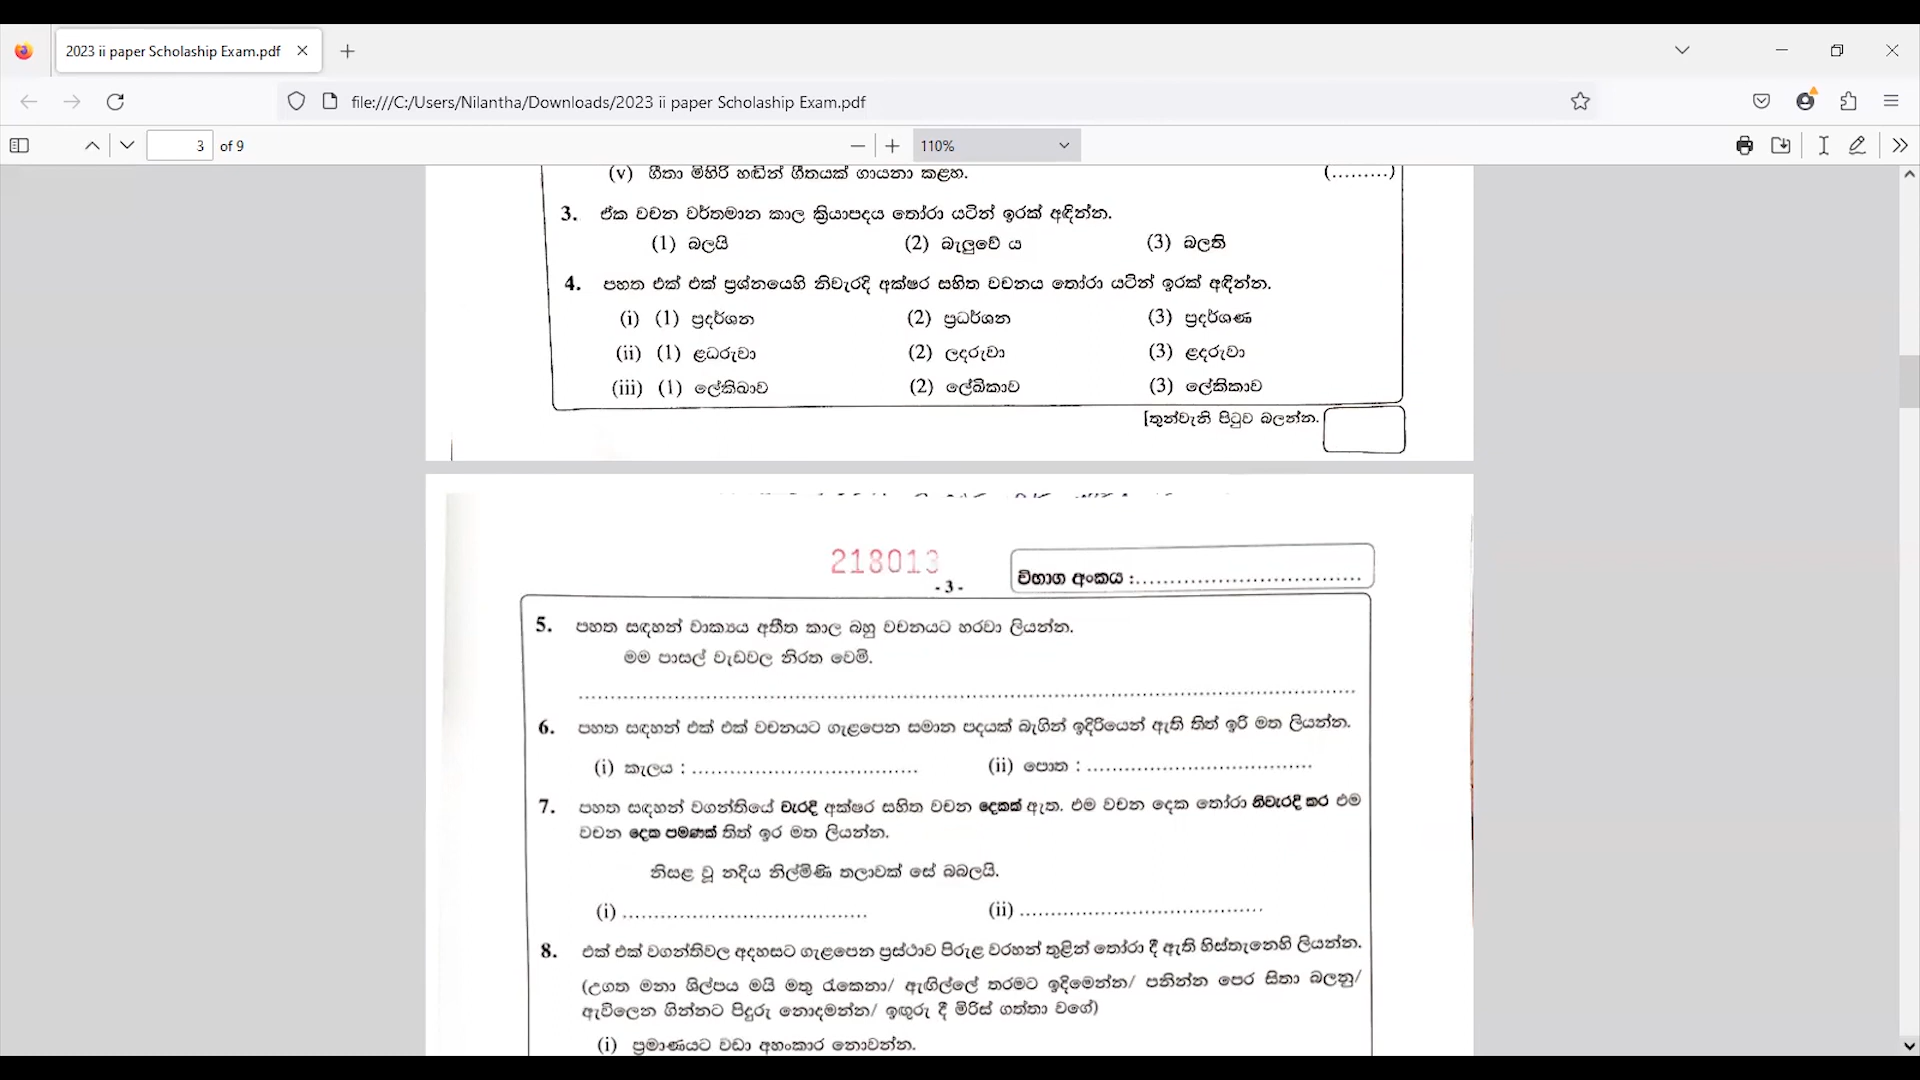 2023 ii paper Scholaship Exam.pdf
file:///C:/Users/Nilantha/Downloads/2023 ii paper Scholaship Exam.pdf
3 of 9
110%
(v) ගීතා මිහිරි හඬින් ගීතයක් ගායනා කළහ. (.........)
3. ඒක වචන වර්තමාන කාල ක්‍රියාපදය තෝරා යටින් ඉරක් අඳින්න.
(1) බලයි (2) බැලුවේ ය (3) බලති
4. පහත එක් එක් ප්‍රශ්නයෙහි නිවැරදි අක්ෂර සහිත වචනය තෝරා යටින් ඉරක් අඳින්න.
(i) (1) ප්‍රදර්ශන (2) ප්‍රධර්ශන (3) ප්‍රදර්ශණ
(ii) (1) ළධරුවා (2) ලදරුවා (3) ළදරුවා
(iii) (1) ලේකිඛාව (2) ලේඛිකාව (3) ලේකිකාව
[තුන්වැනි පිටුව බලන්න.
218013
- 3 -
විභාග අංකය :..................................
5. පහත සඳහන් වාක්‍යය අතීත කාල බහු වචනයට හරවා ලියන්න.
මම පාසල් වැඩවල නිරත වෙමි.
6. පහත සඳහන් එක් එක් වචනයට ගැළපෙන සමාන පදයක් බැගින් ඉදිරියෙන් ඇති තිත් ඉරි මත ලියන්න.
(i) කැලය : .................................... (ii) පොත : ....................................
7. පහත සඳහන් වගන්තියේ වැරදි අක්ෂර සහිත වචන දෙකක් ඇත. එම වචන දෙක තෝරා නිවැරදි කර එම
වචන දෙක පමණක් තිත් ඉර මත ලියන්න.
නිසළ වූ නදිය නිල්මිණි තලාවක් සේ බබලයි.
(i) ....................................... (ii) .......................................
8. එක් එක් වගන්තිවල අදහසට ගැළපෙන ප්‍රස්ථාව පිරුළ වරහන් තුළින් තෝරා දී ඇති හිස්තැනෙහි ලියන්න.
(උගත මනා ශිල්පය මයි මතු රැකෙනා/ ඇඟිල්ලේ තරමට ඉදිමෙන්න/ පනින්න පෙර සිතා බලනු/
ඇවිලෙන ගින්නට පිදුරු නොදමන්න/ ඉඟුරු දී මිරිස් ගත්තා වගේ)
(i) ප්‍රමාණයට වඩා අහංකාර නොවන්න.